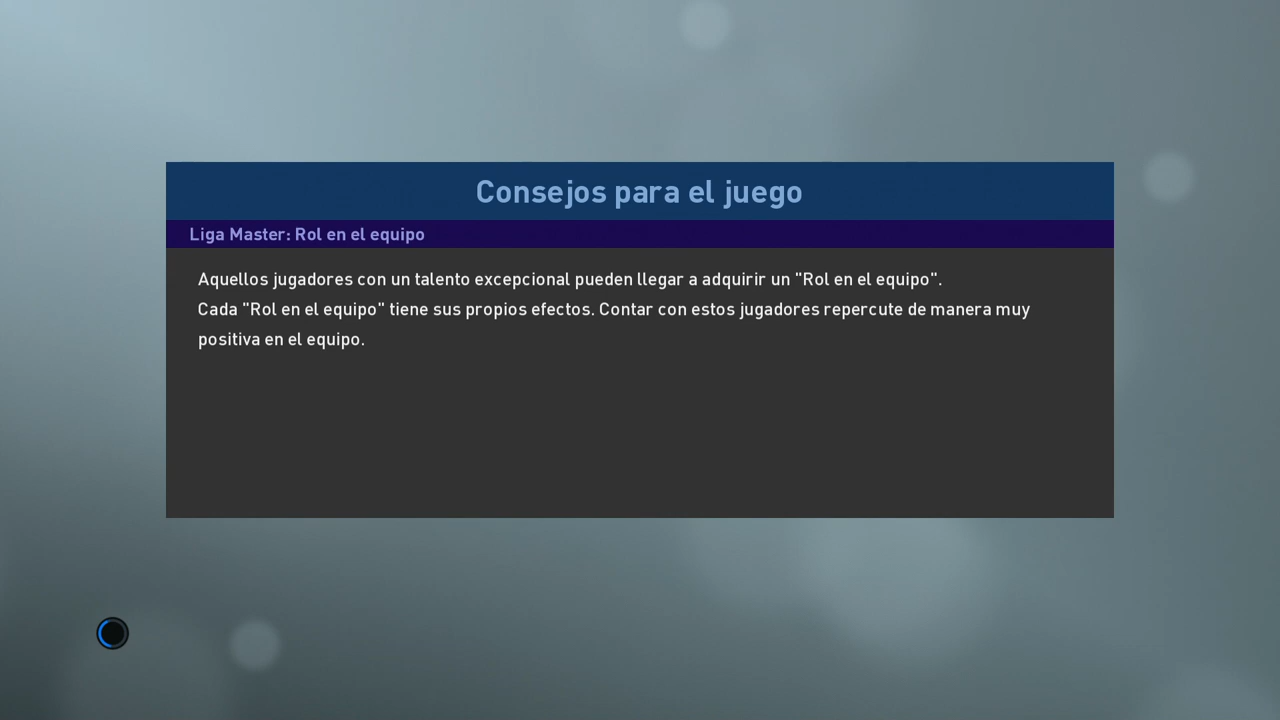 Consejos para el juego
Liga Master: Rol en el equipo
Aquellos jugadores con un talento excepcional pueden llegar a adquirir un "Rol en el equipo".
Cada "Rol en el equipo" tiene sus propios efectos. Contar con estos jugadores repercute de manera muy
positiva en el equipo.